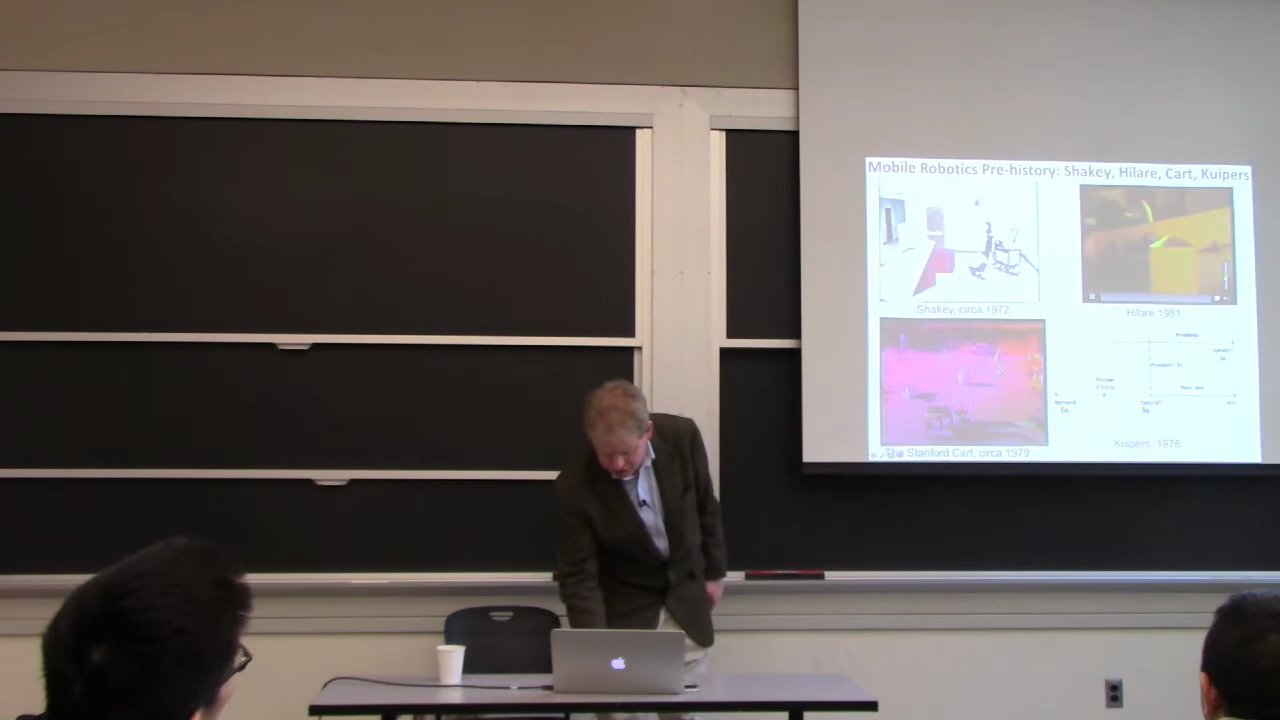 Mobile Robotics Pre-history: Shakey, Hilare, Cart, Kuipers
Shakey, circa 1972
Hilare,1981
The Stanford Cart, circa 1979
Kuipers, 1978